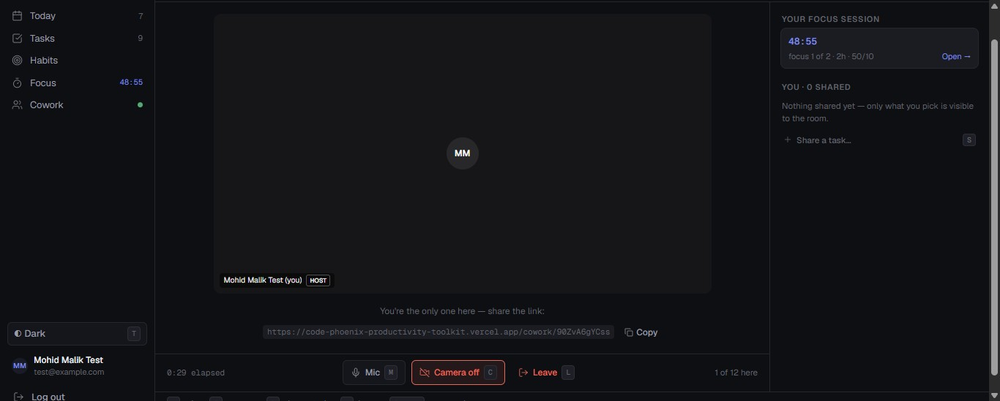 Today 7
Tasks 9
Habits
Focus 48:55
Cowork
Dark T
MM Mohid Malik Test
test@example.com
Log out
MM
Mohid Malik Test (you) HOST
You're the only one here — share the link:
https://code-phoenix-productivity-toolkit.vercel.app/cowork/90ZvA6gYCss Copy
0:29 elapsed Mic M Camera off C Leave L 1 of 12 here
YOUR FOCUS SESSION
48:55
focus 1 of 2 · 2h · 50/10 Open →
YOU · 0 SHARED
Nothing shared yet — only what you pick is visible
to the room.
+ Share a task... S